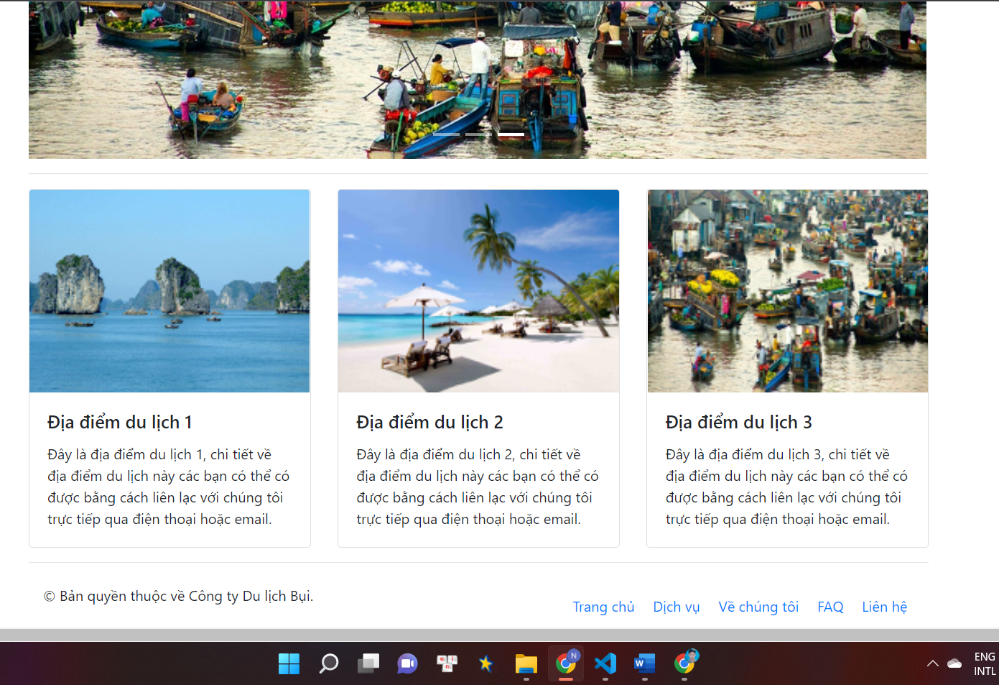 Địa điểm du lịch 1
Đây là địa điểm du lịch 1, chi tiết về
địa điểm du lịch này các bạn có thể có
được bằng cách liên lạc với chúng tôi
trực tiếp qua điện thoại hoặc email.
Địa điểm du lịch 2
Đây là địa điểm du lịch 2, chi tiết về
địa điểm du lịch này các bạn có thể có
được bằng cách liên lạc với chúng tôi
trực tiếp qua điện thoại hoặc email.
Địa điểm du lịch 3
Đây là địa điểm du lịch 3, chi tiết về
địa điểm du lịch này các bạn có thể có
được bằng cách liên lạc với chúng tôi
trực tiếp qua điện thoại hoặc email.
© Bản quyền thuộc về Công ty Du lịch Bụi.
Trang chủ Dịch vụ Về chúng tôi FAQ Liên hệ
u i n
N
W
ENG
INTL